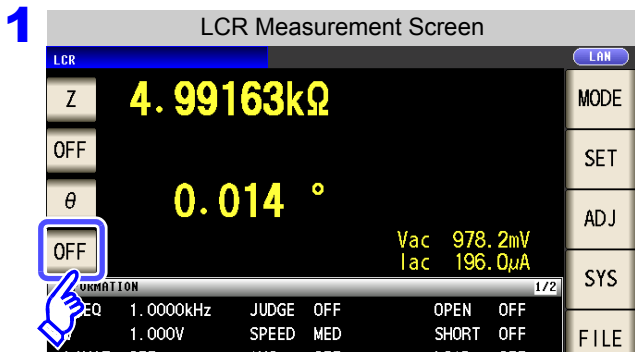 1
LCR Measurement Screen
LCR
LAN
Z
4.99163kΩ
MODE
OFF
SET
θ
0.014 °
ADJ
OFF
Vac 978.2mV
Iac 196.0μA
SYS
1/2
1.0000kHz JUDGE OFF OPEN OFF
1.000V SPEED MED SHORT OFF
FILE